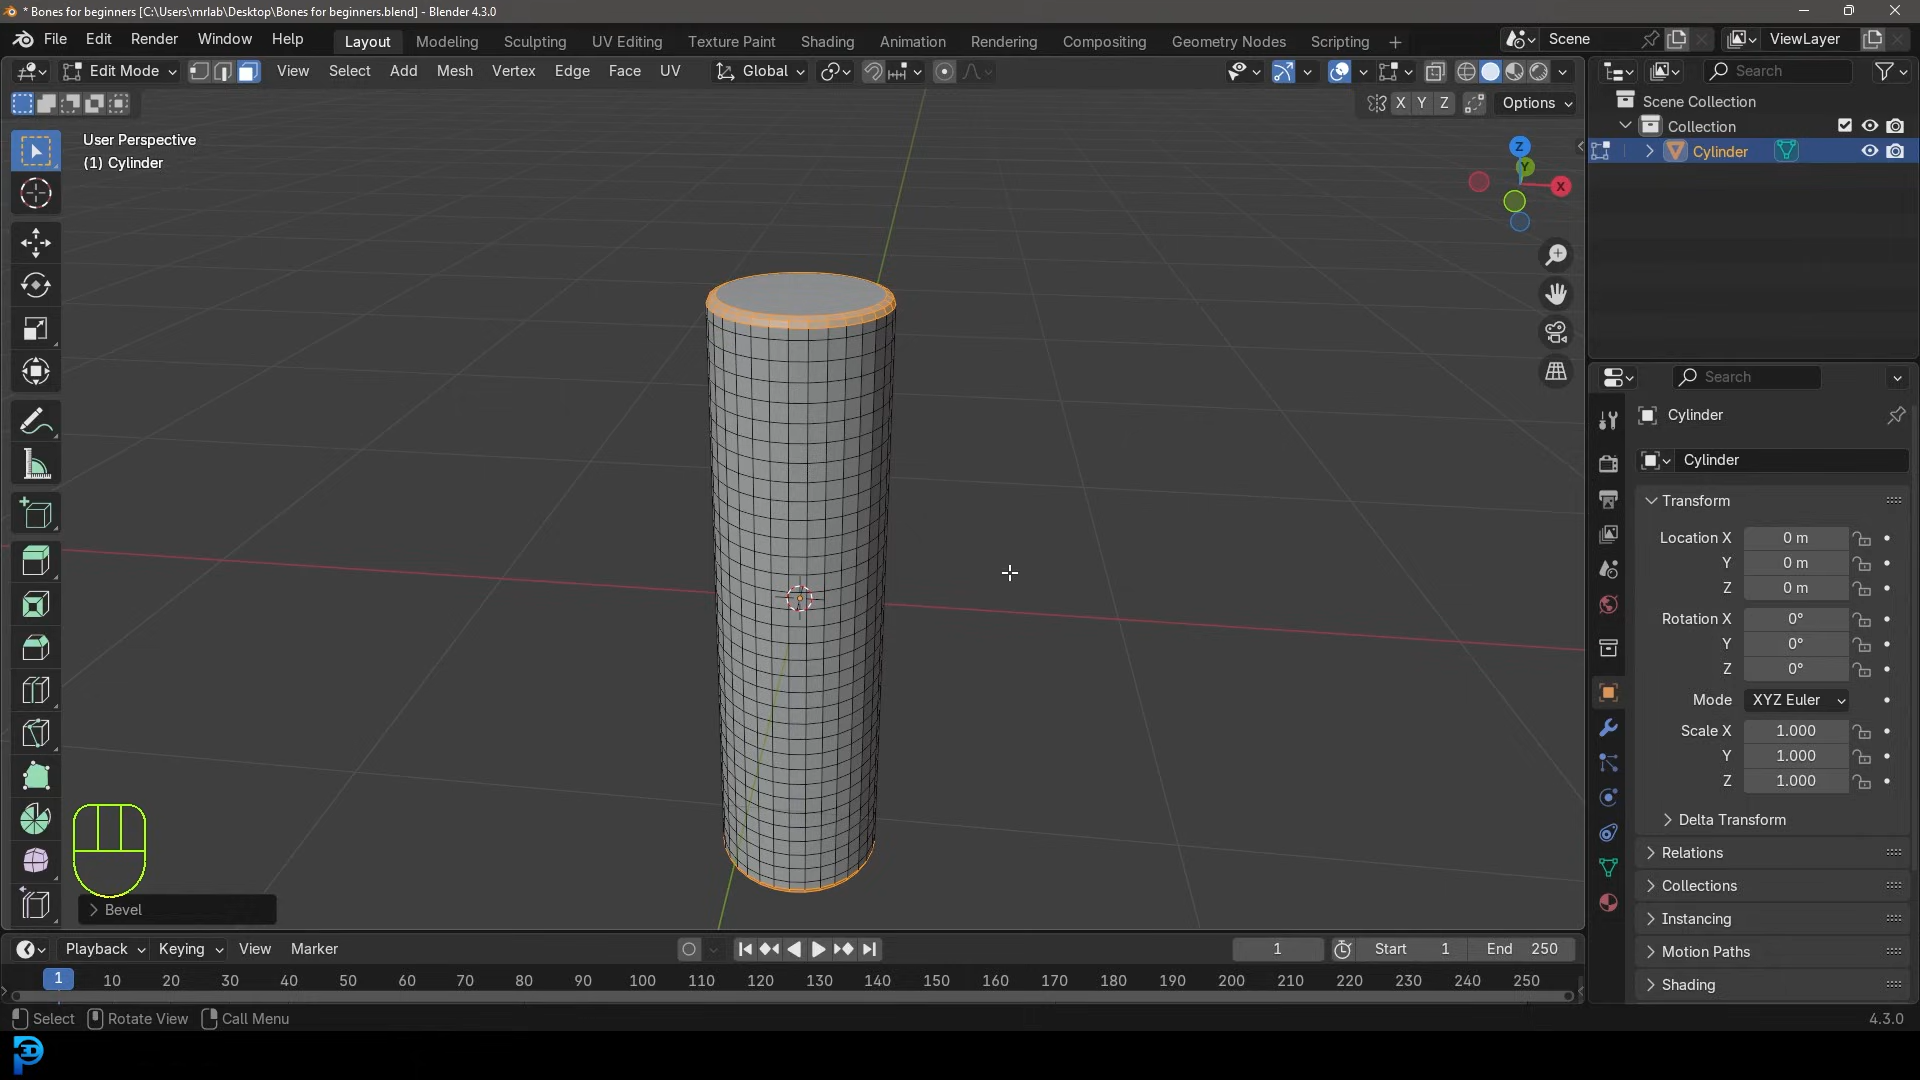 * Bones for beginners [C:\Users\mrlab\Desktop\Bones for beginners.blend] - Blender 4.3.0
File Edit Render Window Help Layout Modeling Sculpting UV Editing Texture Paint Shading Animation Rendering Compositing Geometry Nodes Scripting + Scene ViewLayer
Edit Mode View Select Add Mesh Vertex Edge Face UV Global Search
X Y Z Options
Scene Collection
Collection
Cylinder
User Perspective
(1) Cylinder
Z
Y
X
Search
Cylinder
Cylinder
Transform
Location X 0 m
Y 0 m
Z 0 m
Rotation X 0°
Y 0°
Z 0°
Mode XYZ Euler
Scale X 1.000
Y 1.000
Z 1.000
Delta Transform
Relations
Collections
Instancing
Motion Paths
Shading
Bevel
Playback Keying View Marker 1 Start 1 End 250
1 10 20 30 40 50 60 70 80 90 100 110 120 130 140 150 160 170 180 190 200 210 220 230 240 250
Select Rotate View Call Menu 4.3.0